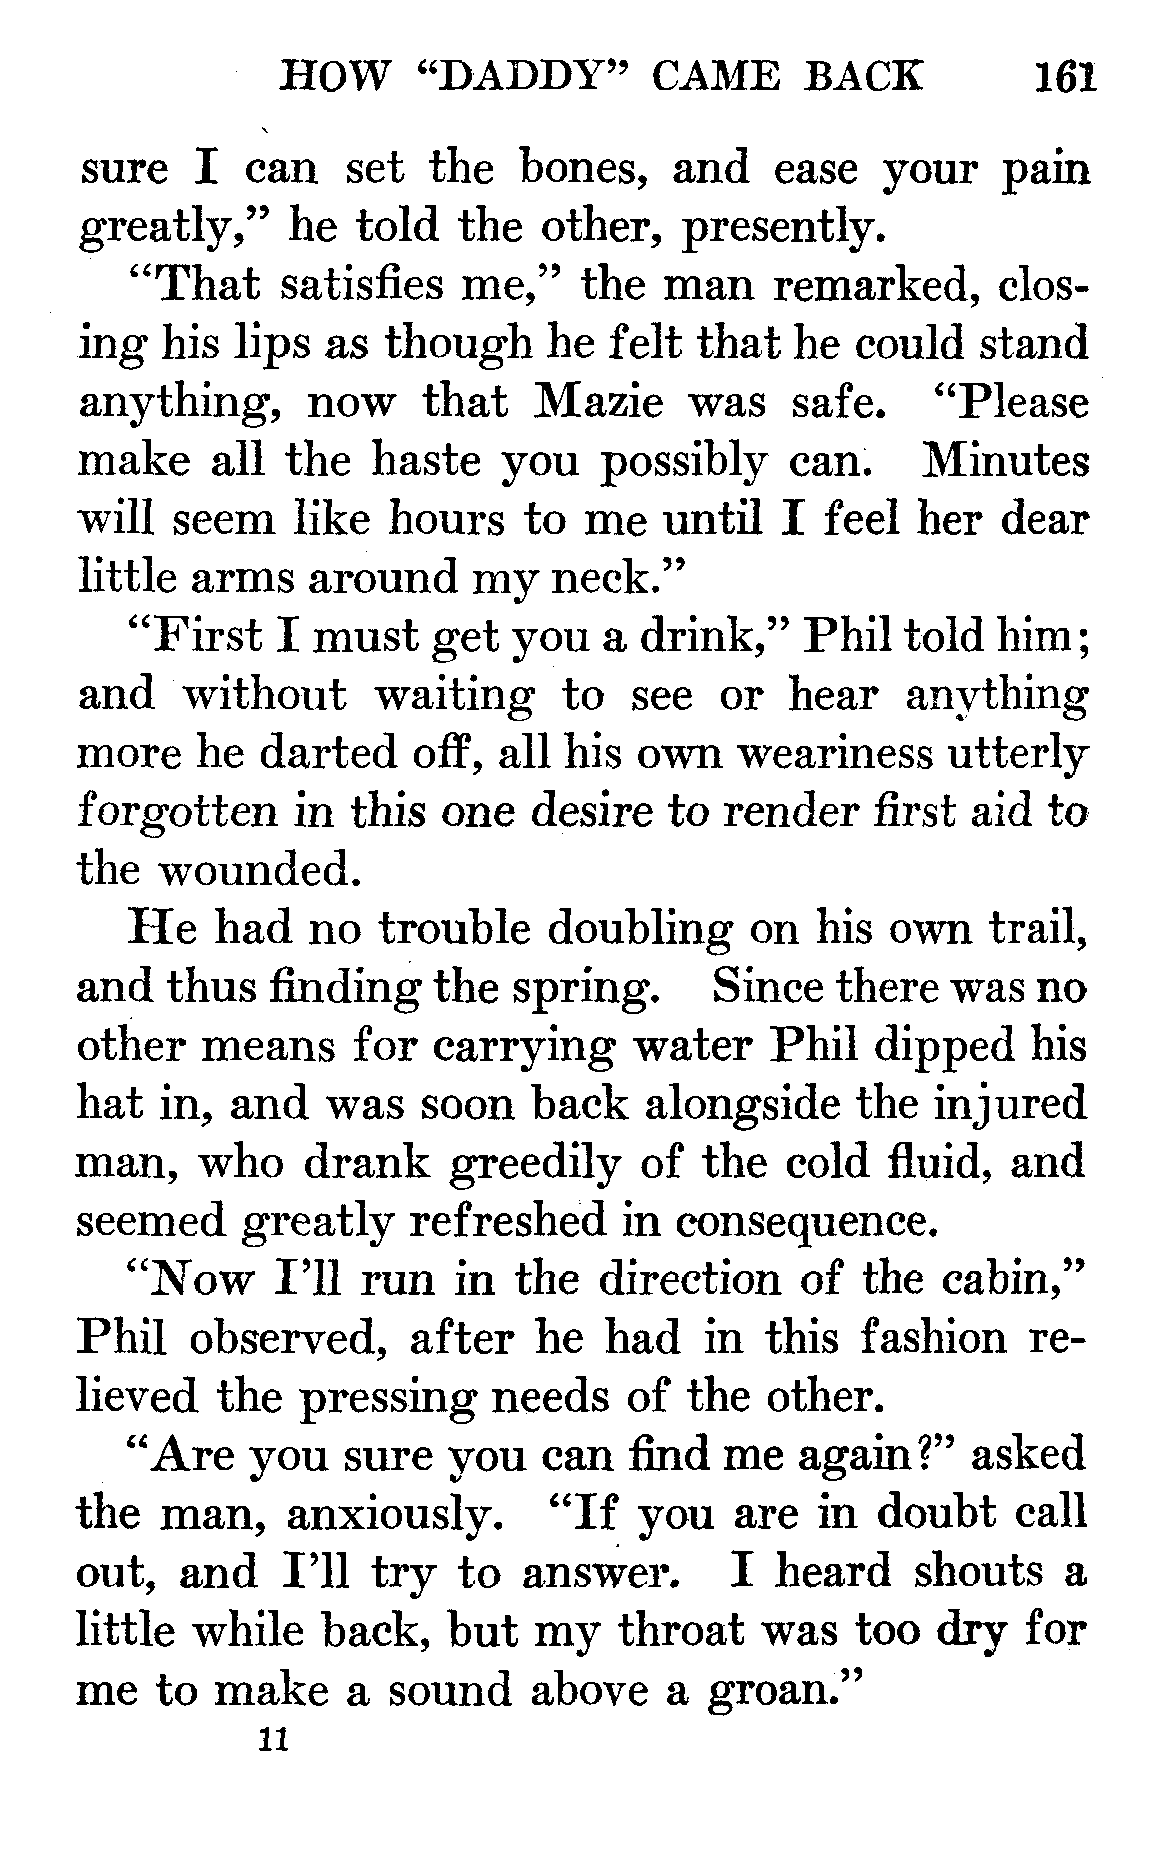 HOW “DADDY” CAME BACK 161
sure I can set the bones, and ease your pain
greatly,” he told the other, presently.
“That satisfies me,” the man remarked, clos-
ing his lips as though he felt that he could stand
anything, now that Mazie was safe. “Please
make all the haste you possibly can. Minutes
will seem like hours to me until I feel her dear
little arms around my neck.”
“First I must get you a drink,” Phil told him;
and without waiting to see or hear anything
more he darted off, all his own weariness utterly
forgotten in this one desire to render first aid to
the wounded.
He had no trouble doubling on his own trail,
and thus finding the spring. Since there was no
other means for carrying water Phil dipped his
hat in, and was soon back alongside the injured
man, who drank greedily of the cold fluid, and
seemed greatly refreshed in consequence.
“Now I’ll run in the direction of the cabin,”
Phil observed, after he had in this fashion re-
lieved the pressing needs of the other.
“Are you sure you can find me again?” asked
the man, anxiously. “If you are in doubt call
out, and I’ll try to answer. I heard shouts a
little while back, but my throat was too dry for
me to make a sound above a groan.”
11